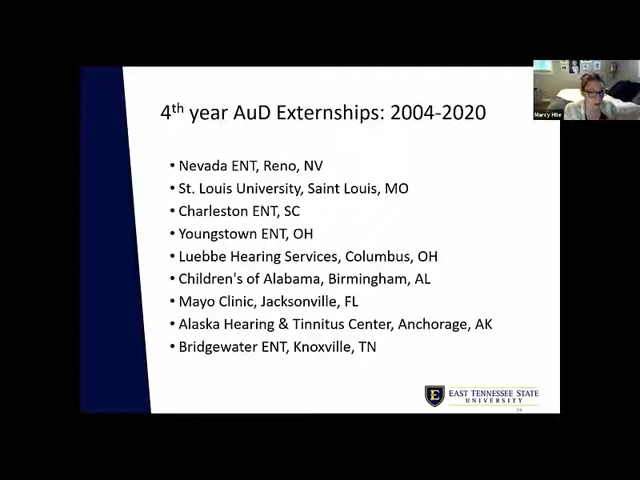 4th year AuD Externships: 2004-2020
Marcy Hite
• Nevada ENT, Reno, NV
• St. Louis University, Saint Louis, MO
• Charleston ENT, SC
• Youngstown ENT, OH
• Luebbe Hearing Services, Columbus, OH
• Children's of Alabama, Birmingham, AL
• Mayo Clinic, Jacksonville, FL
• Alaska Hearing & Tinnitus Center, Anchorage, AK
• Bridgewater ENT, Knoxville, TN
E
EAST TENNESSEE STATE
UNIVERSITY
24